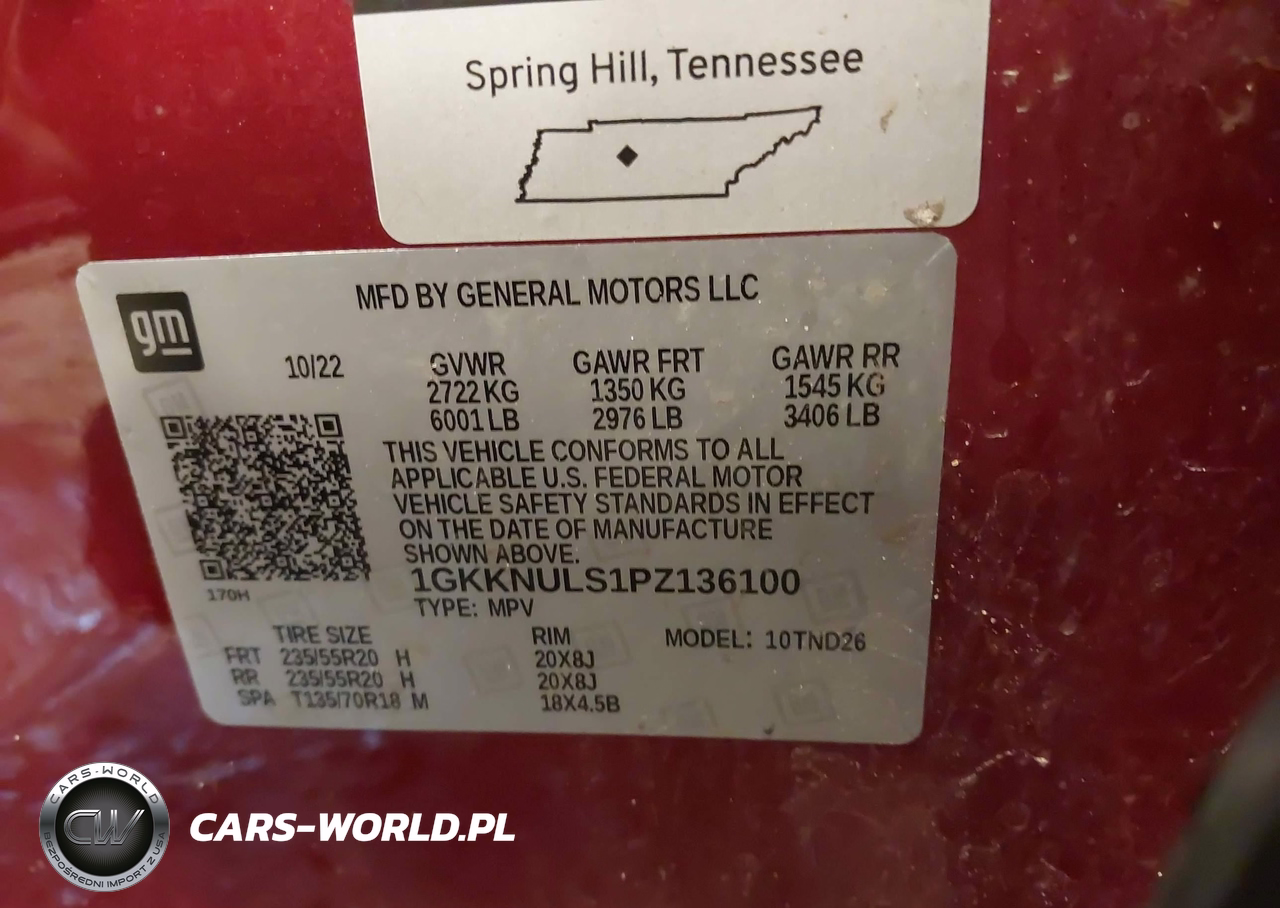 Spring Hill, Tennessee
MFD BY GENERAL MOTORS LLC
gm
10/22
GVWR GAWR FRT GAWR RR
2722 KG 1350 KG 1545 KG
6001 LB 2976 LB 3406 LB
THIS VEHICLE CONFORMS TO ALL
APPLICABLE U.S. FEDERAL MOTOR
VEHICLE SAFETY STANDARDS IN EFFECT
ON THE DATE OF MANUFACTURE
SHOWN ABOVE.
1GKKNULS1PZ136100
170H
TYPE: MPV
TIRE SIZE RIM MODEL: 10TND26
FRT 235/55R20 H 20X8J
RR 235/55R20 H 20X8J
SPA T135/70R18 M 18X4.5B
CARS-WORLD
CW
BEZPOŚREDNI IMPORT Z USA
CARS-WORLD.PL